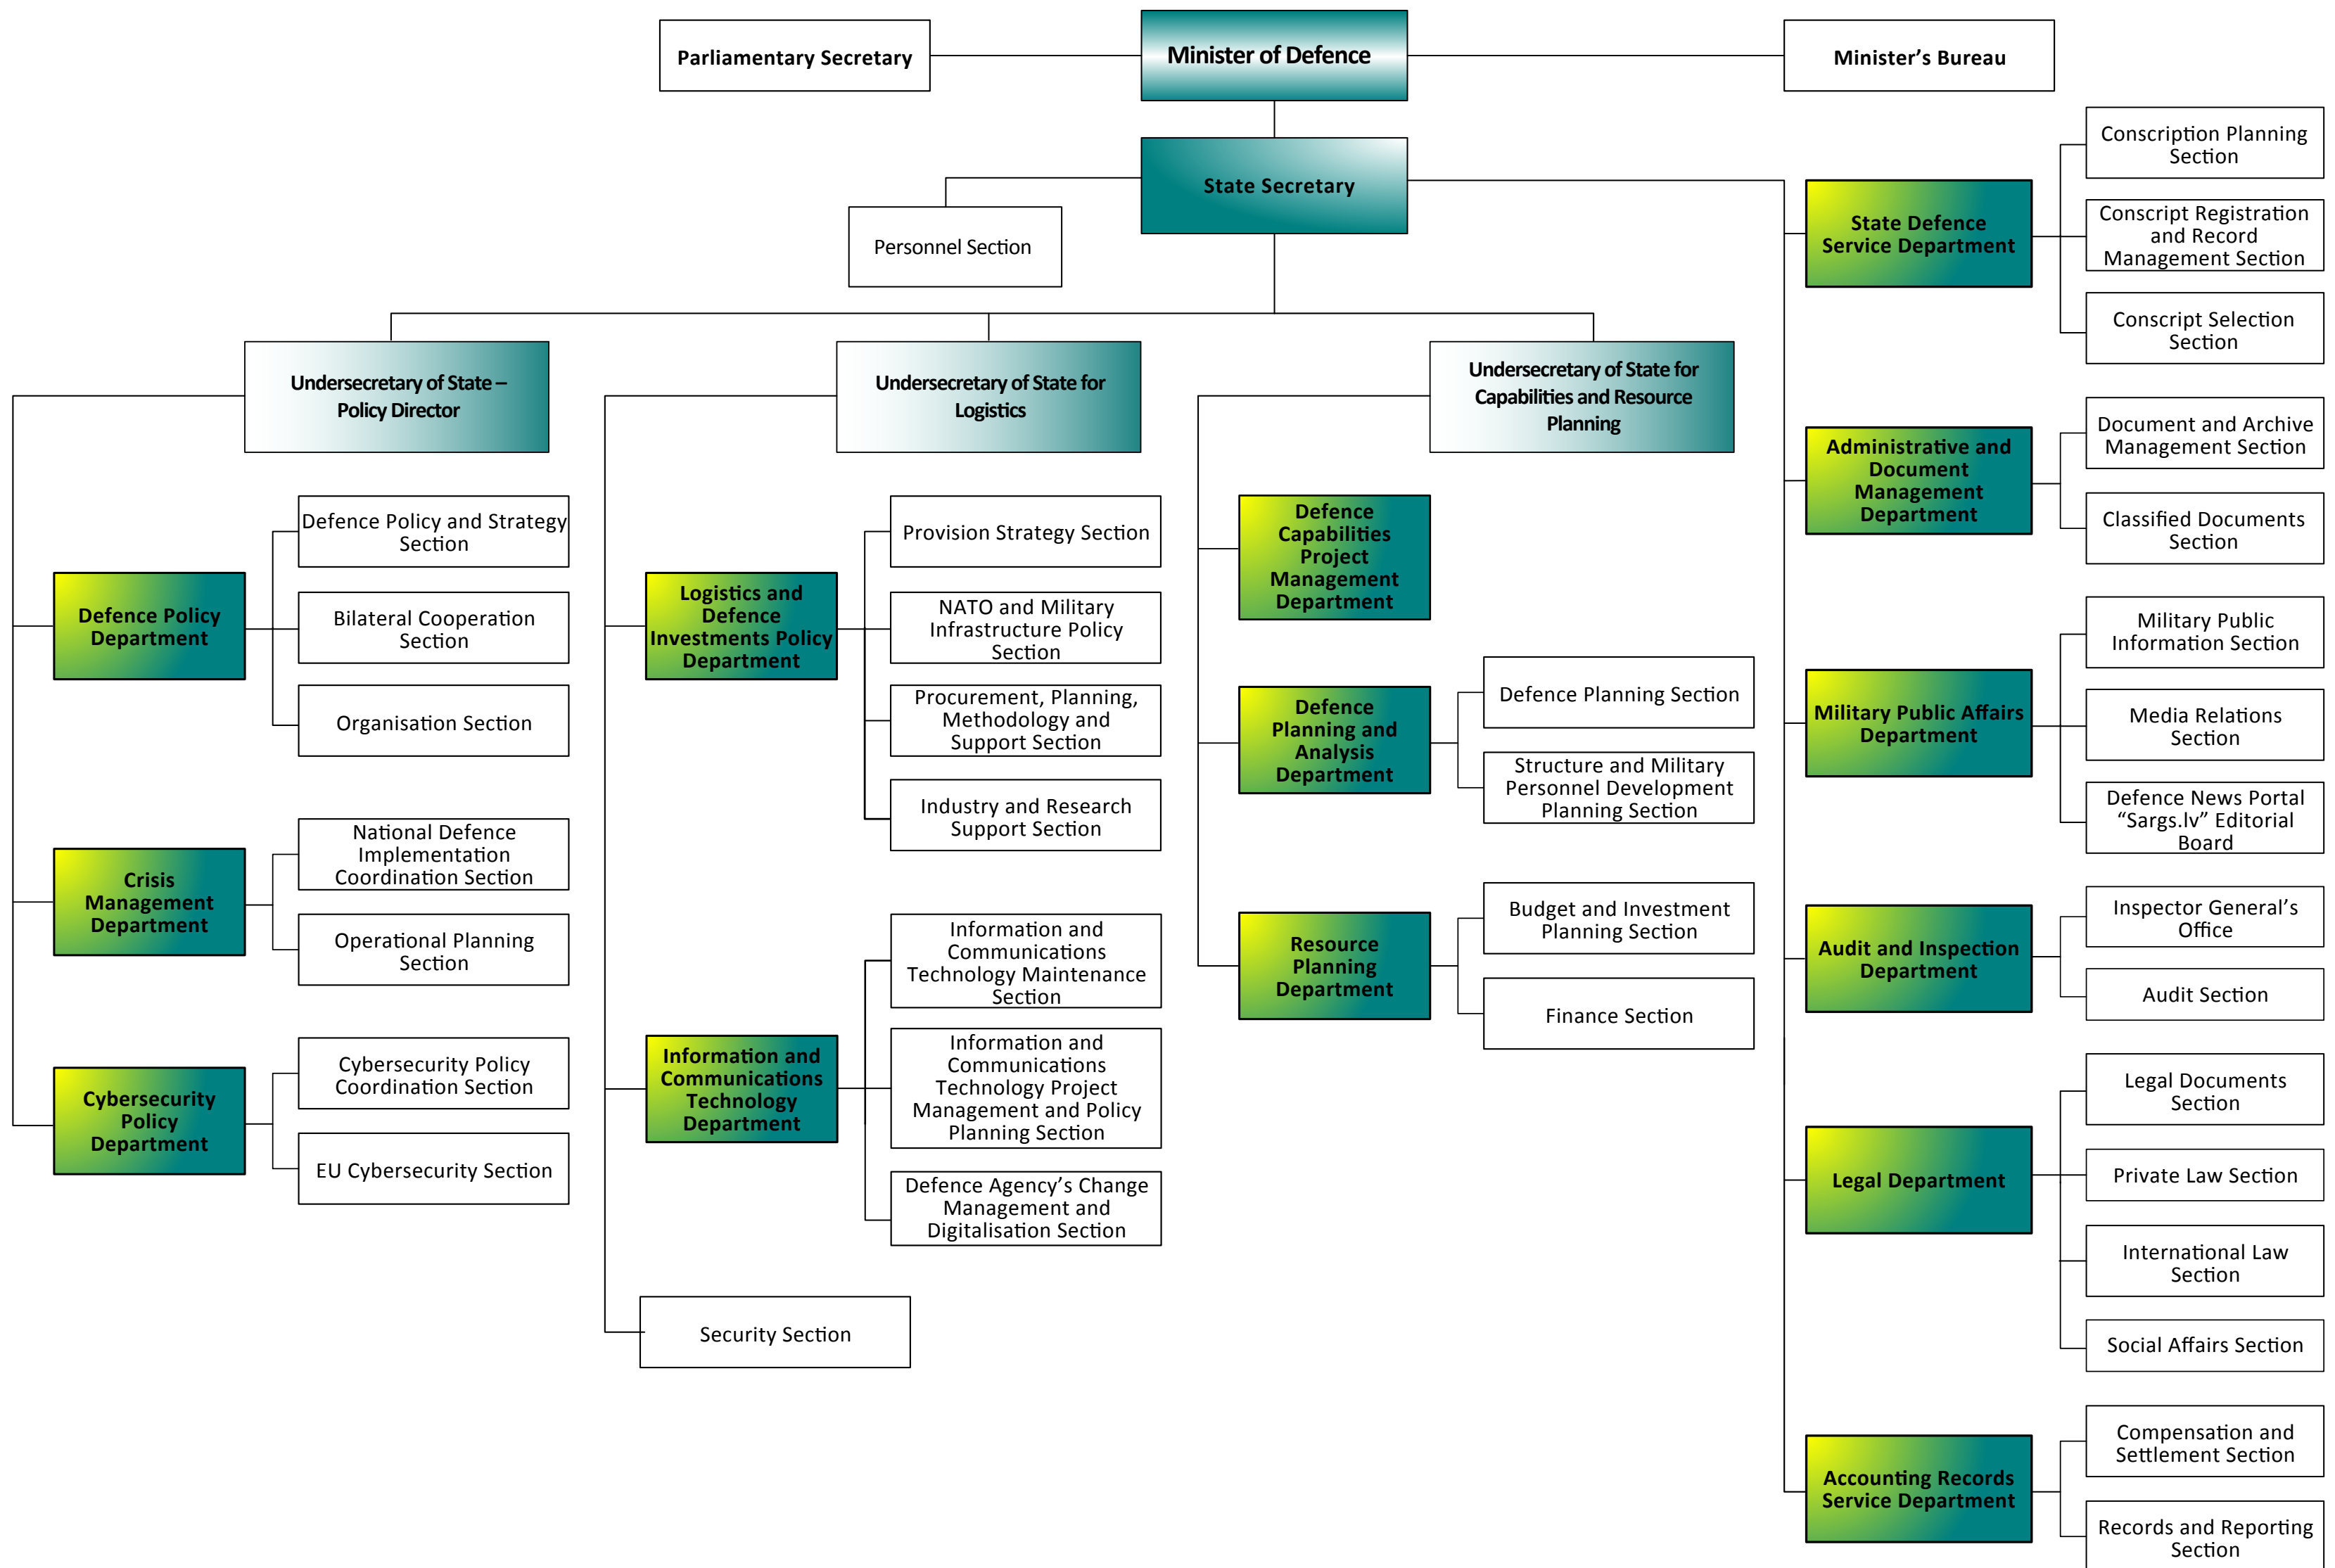 Parliamentary Secretary
Minister of Defence
Minister’s Bureau
State Secretary
Personnel Section
Undersecretary of State –
Policy Director
Defence Policy
Department
Defence Policy and Strategy
Section
Bilateral Cooperation
Section
Organisation Section
Crisis
Management
Department
National Defence
Implementation
Coordination Section
Operational Planning
Section
Cybersecurity
Policy
Department
Cybersecurity Policy
Coordination Section
EU Cybersecurity Section
Undersecretary of State for
Logistics
Logistics and
Defence
Investments Policy
Department
Provision Strategy Section
NATO and Military
Infrastructure Policy
Section
Procurement, Planning,
Methodology and
Support Section
Industry and Research
Support Section
Information and
Communications
Technology
Department
Information and
Communications
Technology Maintenance
Section
Information and
Communications
Technology Project
Management and Policy
Planning Section
Defence Agency’s Change
Management and
Digitalisation Section
Security Section
Undersecretary of State for
Capabilities and Resource
Planning
Defence
Capabilities
Project
Management
Department
Defence
Planning and
Analysis
Department
Defence Planning Section
Structure and Military
Personnel Development
Planning Section
Resource
Planning
Department
Budget and Investment
Planning Section
Finance Section
State Defence
Service Department
Conscription Planning
Section
Conscript Registration
and Record
Management Section
Conscript Selection
Section
Administrative and
Document
Management
Department
Document and Archive
Management Section
Classified Documents
Section
Military Public Affairs
Department
Military Public
Information Section
Media Relations
Section
Defence News Portal
“Sargs.lv” Editorial
Board
Audit and Inspection
Department
Inspector General’s
Office
Audit Section
Legal Department
Legal Documents
Section
Private Law Section
International Law
Section
Social Affairs Section
Accounting Records
Service Department
Compensation and
Settlement Section
Records and Reporting
Section